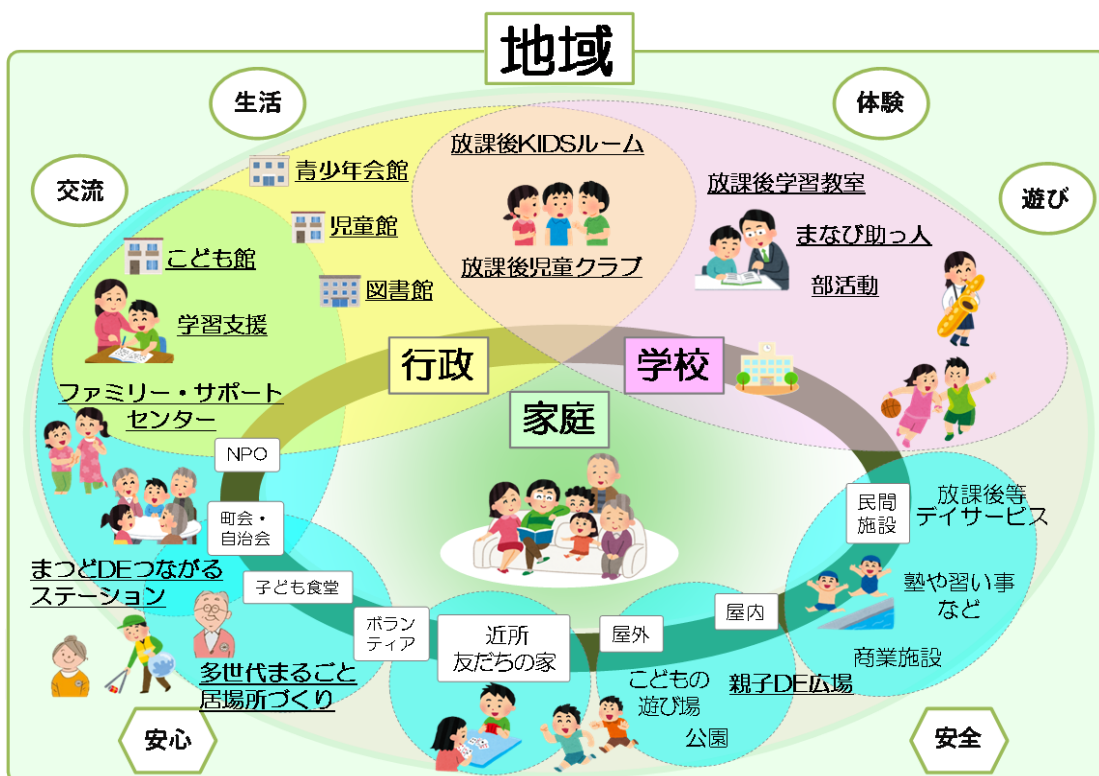 地域
生活
体験
交流
遊び
放課後KIDSルーム
放課後児童クラブ
青少年会館
児童館
こども館
図書館
学習支援
放課後学習教室
まなび助っ人
部活動
行政
学校
家庭
ファミリー・サポート
センター
NPO
町会・
自治会
まつどDEつながる
ステーション
子ども食堂
ボラン
ティア
多世代まるごと
居場所づくり
近所
友だちの家
屋外
屋内
こどもの
遊び場
公園
親子DE広場
民間
施設
放課後等
デイサービス
塾や習い事
など
商業施設
安心
安全